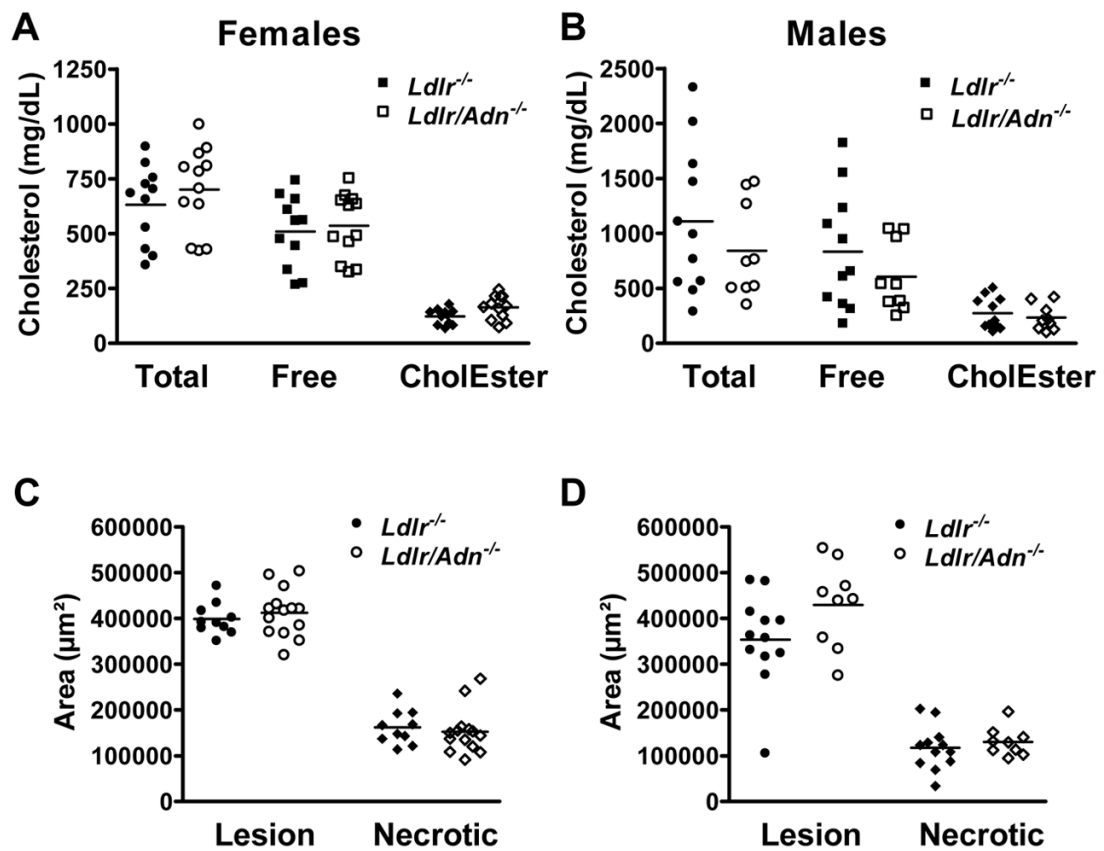 A
Females
Cholesterol (mg/dL)
1250
1000
750
500
250
0
Ldlr-/-
Ldlr/Adn-/-
Total
Free
CholEster
B
Males
Cholesterol (mg/dL)
2500
2000
1500
1000
500
0
Ldlr-/-
Ldlr/Adn-/-
Total
Free
CholEster
C
Area (µm²)
600000
500000
400000
300000
200000
100000
0
Ldlr-/-
Ldlr/Adn-/-
Lesion
Necrotic
D
Area (µm²)
600000
500000
400000
300000
200000
100000
0
Ldlr-/-
Ldlr/Adn-/-
Lesion
Necrotic